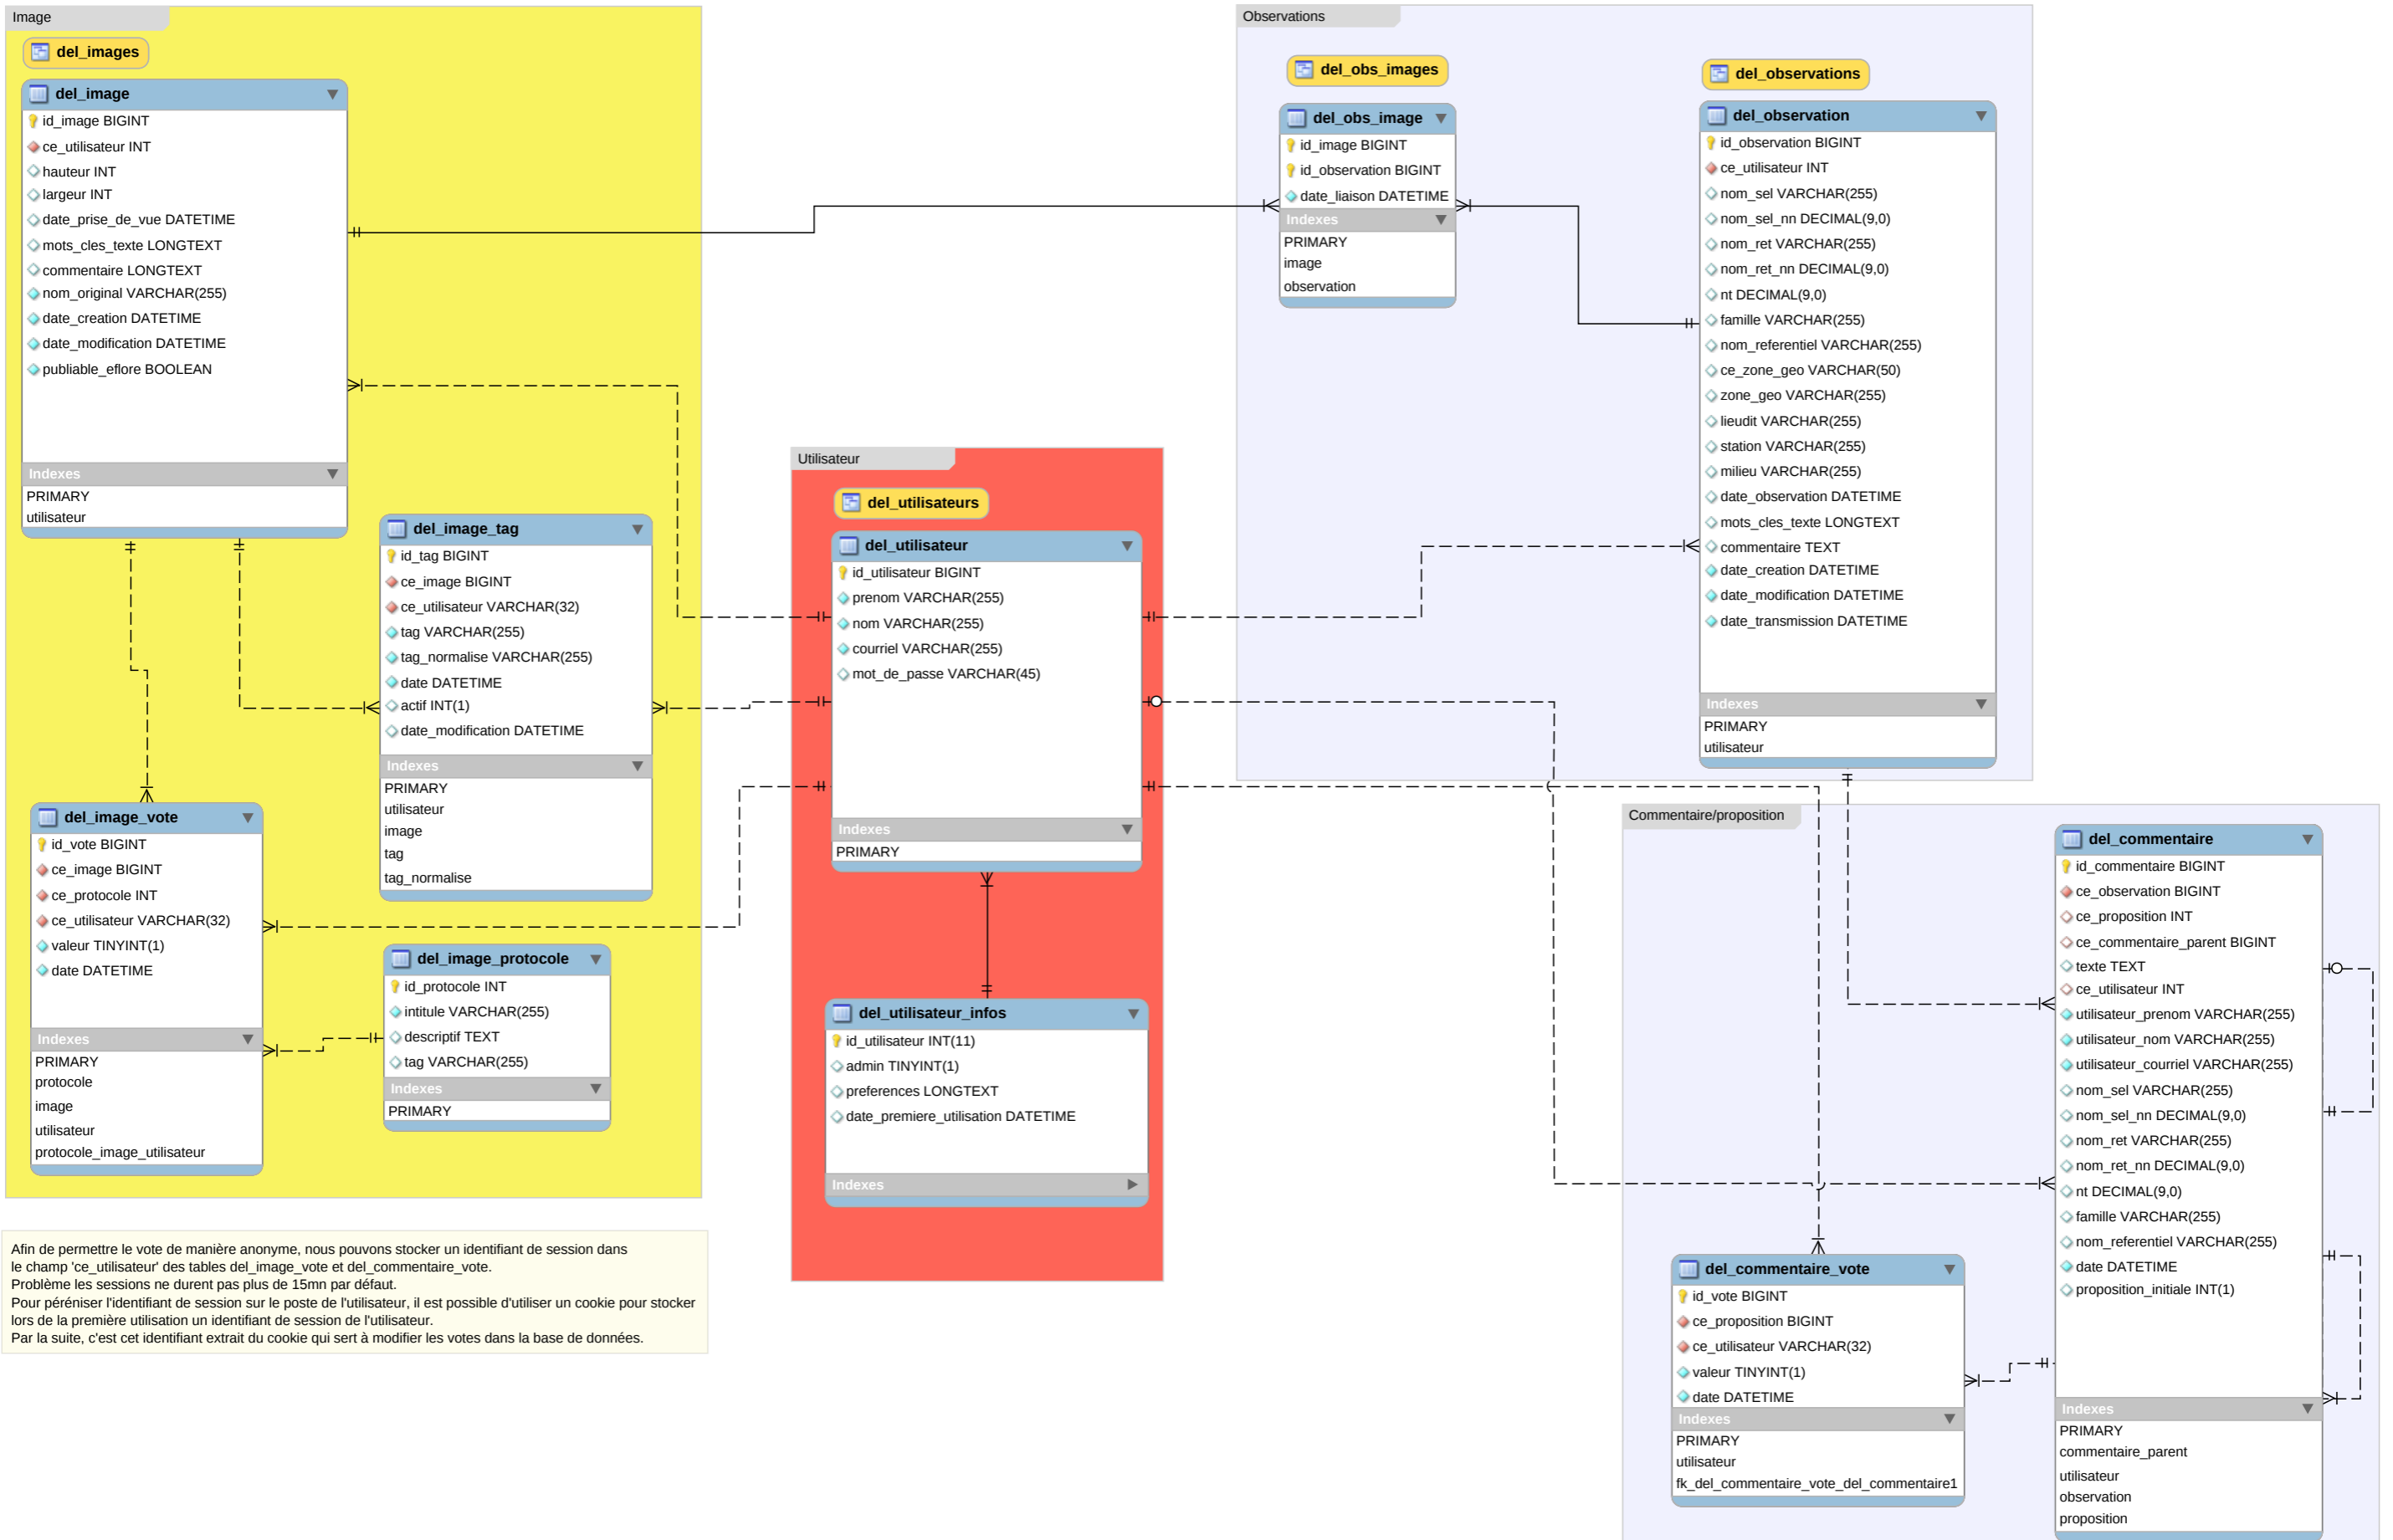 Image
del_images
del_image
id_image BIGINT
ce_utilisateur INT
hauteur INT
largeur INT
date_prise_de_vue DATETIME
mots_cles_texte LONGTEXT
commentaire LONGTEXT
nom_original VARCHAR(255)
date_creation DATETIME
date_modification DATETIME
publiable_eflore BOOLEAN
Indexes
PRIMARY
utilisateur
del_image_tag
id_tag BIGINT
ce_image BIGINT
ce_utilisateur VARCHAR(32)
tag VARCHAR(255)
tag_normalise VARCHAR(255)
date DATETIME
actif INT(1)
date_modification DATETIME
Indexes
PRIMARY
utilisateur
image
tag
tag_normalise
del_image_vote
id_vote BIGINT
ce_image BIGINT
ce_protocole INT
ce_utilisateur VARCHAR(32)
valeur TINYINT(1)
date DATETIME
Indexes
PRIMARY
protocole
image
utilisateur
protocole_image_utilisateur
del_image_protocole
id_protocole INT
intitule VARCHAR(255)
descriptif TEXT
tag VARCHAR(255)
Indexes
PRIMARY
Afin de permettre le vote de manière anonyme, nous pouvons stocker un identifiant de session dans
le champ 'ce_utilisateur' des tables del_image_vote et del_commentaire_vote.
Problème les sessions ne durent pas plus de 15mn par défaut.
Pour péréniser l'identifiant de session sur le poste de l'utilisateur, il est possible d'utiliser un cookie pour stocker
lors de la première utilisation un identifiant de session de l'utilisateur.
Par la suite, c'est cet identifiant extrait du cookie qui sert à modifier les votes dans la base de données.
Utilisateur
del_utilisateurs
del_utilisateur
id_utilisateur BIGINT
prenom VARCHAR(255)
nom VARCHAR(255)
courriel VARCHAR(255)
mot_de_passe VARCHAR(45)
Indexes
PRIMARY
del_utilisateur_infos
id_utilisateur INT(11)
admin TINYINT(1)
preferences LONGTEXT
date_premiere_utilisation DATETIME
Indexes
Observations
del_obs_images
del_obs_image
id_image BIGINT
id_observation BIGINT
date_liaison DATETIME
Indexes
PRIMARY
image
observation
del_observations
del_observation
id_observation BIGINT
ce_utilisateur INT
nom_sel VARCHAR(255)
nom_sel_nn DECIMAL(9,0)
nom_ret VARCHAR(255)
nom_ret_nn DECIMAL(9,0)
nt DECIMAL(9,0)
famille VARCHAR(255)
nom_referentiel VARCHAR(255)
ce_zone_geo VARCHAR(50)
zone_geo VARCHAR(255)
lieudit VARCHAR(255)
station VARCHAR(255)
milieu VARCHAR(255)
date_observation DATETIME
mots_cles_texte LONGTEXT
commentaire TEXT
date_creation DATETIME
date_modification DATETIME
date_transmission DATETIME
Indexes
PRIMARY
utilisateur
Commentaire/proposition
del_commentaire
id_commentaire BIGINT
ce_observation BIGINT
ce_proposition INT
ce_commentaire_parent BIGINT
texte TEXT
ce_utilisateur INT
utilisateur_prenom VARCHAR(255)
utilisateur_nom VARCHAR(255)
utilisateur_courriel VARCHAR(255)
nom_sel VARCHAR(255)
nom_sel_nn DECIMAL(9,0)
nom_ret VARCHAR(255)
nom_ret_nn DECIMAL(9,0)
nt DECIMAL(9,0)
famille VARCHAR(255)
nom_referentiel VARCHAR(255)
date DATETIME
proposition_initiale INT(1)
Indexes
PRIMARY
commentaire_parent
utilisateur
observation
proposition
del_commentaire_vote
id_vote BIGINT
ce_proposition BIGINT
ce_utilisateur VARCHAR(32)
valeur TINYINT(1)
date DATETIME
Indexes
PRIMARY
utilisateur
fk_del_commentaire_vote_del_commentaire1